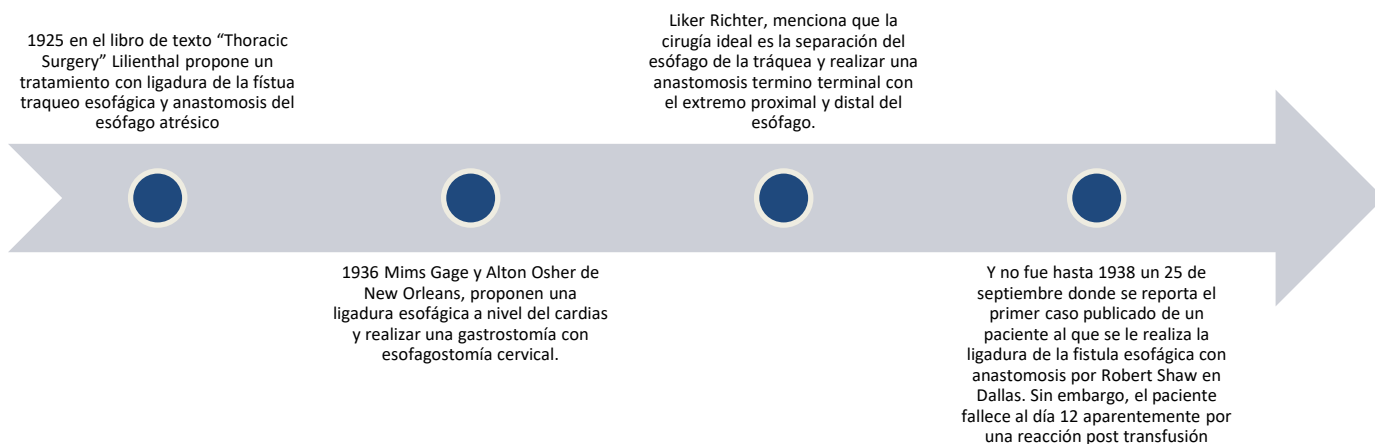 1925 en el libro de texto “Thoracic
Surgery” Lilienthal propone un
tratamiento con ligadura de la fístua
traqueo esofágica y anastomosis del
esófago atrésico
1936 Mims Gage y Alton Osher de
New Orleans, proponen una
ligadura esofágica a nivel del cardias
y realizar una gastrostomía con
esofagostomía cervical.
Liker Richter, menciona que la
cirugía ideal es la separación del
esófago de la tráquea y realizar una
anastomosis termino terminal con
el extremo proximal y distal del
esófago.
Y no fue hasta 1938 un 25 de
septiembre donde se reporta el
primer caso publicado de un
paciente al que se le realiza la
ligadura de la fistula esofágica con
anastomosis por Robert Shaw en
Dallas. Sin embargo, el paciente
fallece al día 12 aparentemente por
una reacción post transfusión